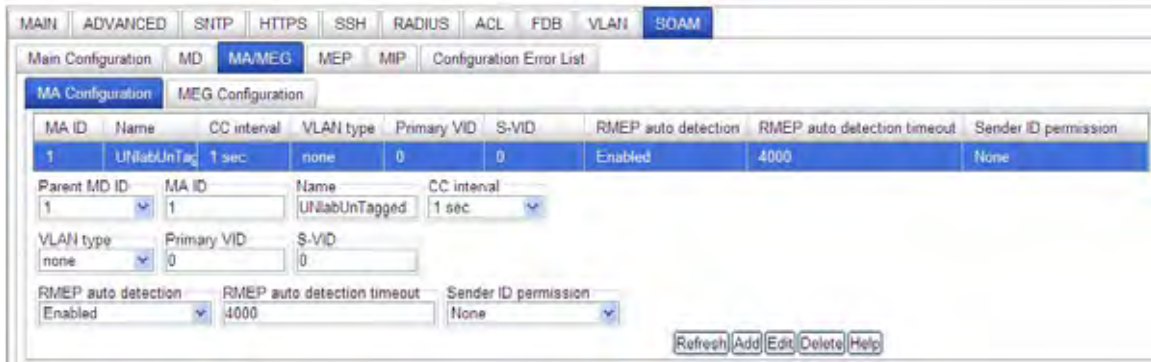 MAIN ADVANCED SNTP HTTPS SSH RADIUS ACL FDB VLAN SOAM
Main Configuration MD MA/MEG MEP MIP Configuration Error List
MA Configuration MEG Configuration
MA ID Name CC interval VLAN type Primary VID S-VID RMEP auto detection RMEP auto detection timeout Sender ID permission
1 UNIabUnTag 1 sec none 0 0 Enabled 4000 None
Parent MD ID MA ID Name CC interval
1 1 UNIabUnTagged 1 sec
VLAN type Primary VID S-VID
none 0 0
RMEP auto detection RMEP auto detection timeout Sender ID permission
Enabled 4000 None
Refresh Add Edit Delete Help